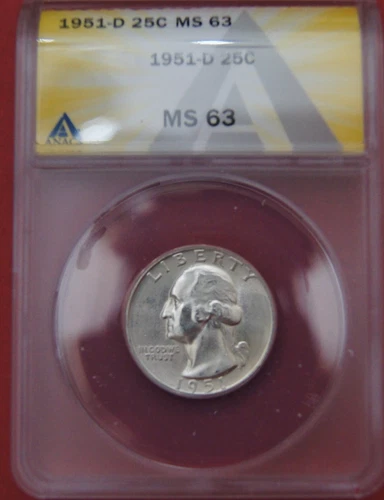 1951-D 25C MS 63
1951-D 25C
MS 63
ANACS
LIBERTY
IN GOD WE
TRUST
1951